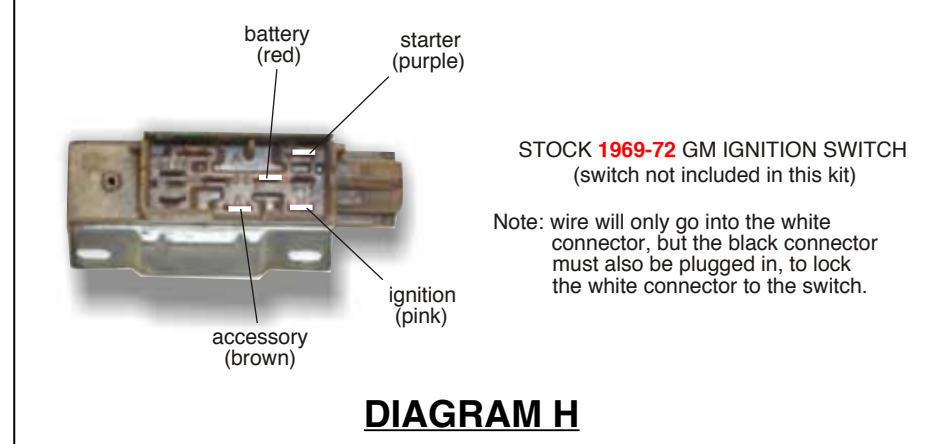 battery
(red)
starter
(purple)
STOCK 1969-72 GM IGNITION SWITCH
(switch not included in this kit)
Note: wire will only go into the white
connector, but the black connector
must also be plugged in, to lock
the white connector to the switch.
ignition
(pink)
accessory
(brown)
DIAGRAM H